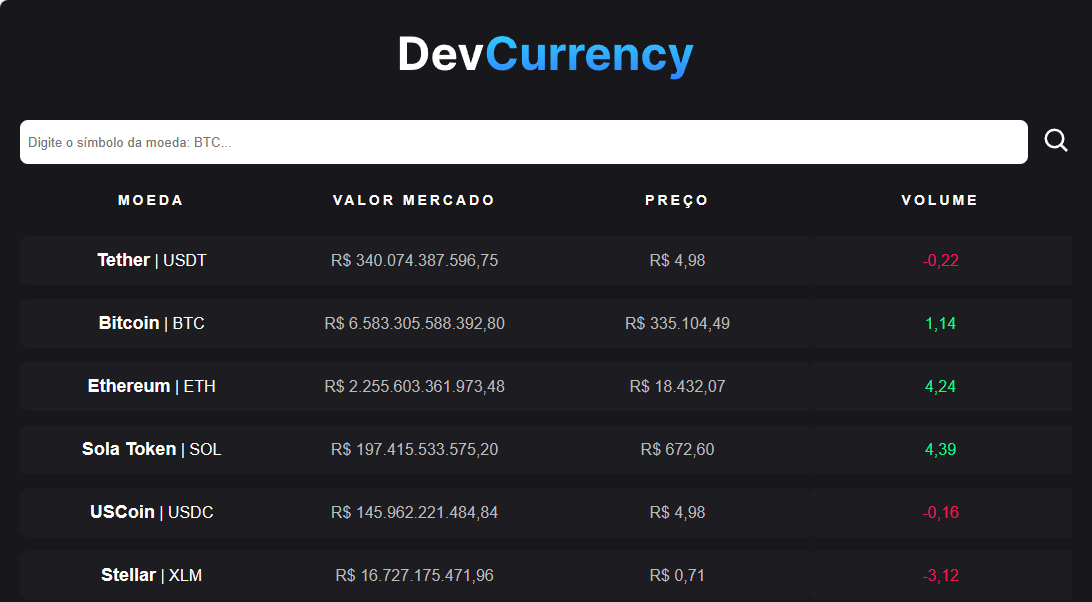 DevCurrency
Digite o símbolo da moeda: BTC...
MOEDA VALOR MERCADO PREÇO VOLUME
Tether | USDT R$ 340.074.387.596,75 R$ 4,98 -0,22
Bitcoin | BTC R$ 6.583.305.588.392,80 R$ 335.104,49 1,14
Ethereum | ETH R$ 2.255.603.361.973,48 R$ 18.432,07 4,24
Sola Token | SOL R$ 197.415.533.575,20 R$ 672,60 4,39
USCoin | USDC R$ 145.962.221.484,84 R$ 4,98 -0,16
Stellar | XLM R$ 16.727.175.471,96 R$ 0,71 -3,12